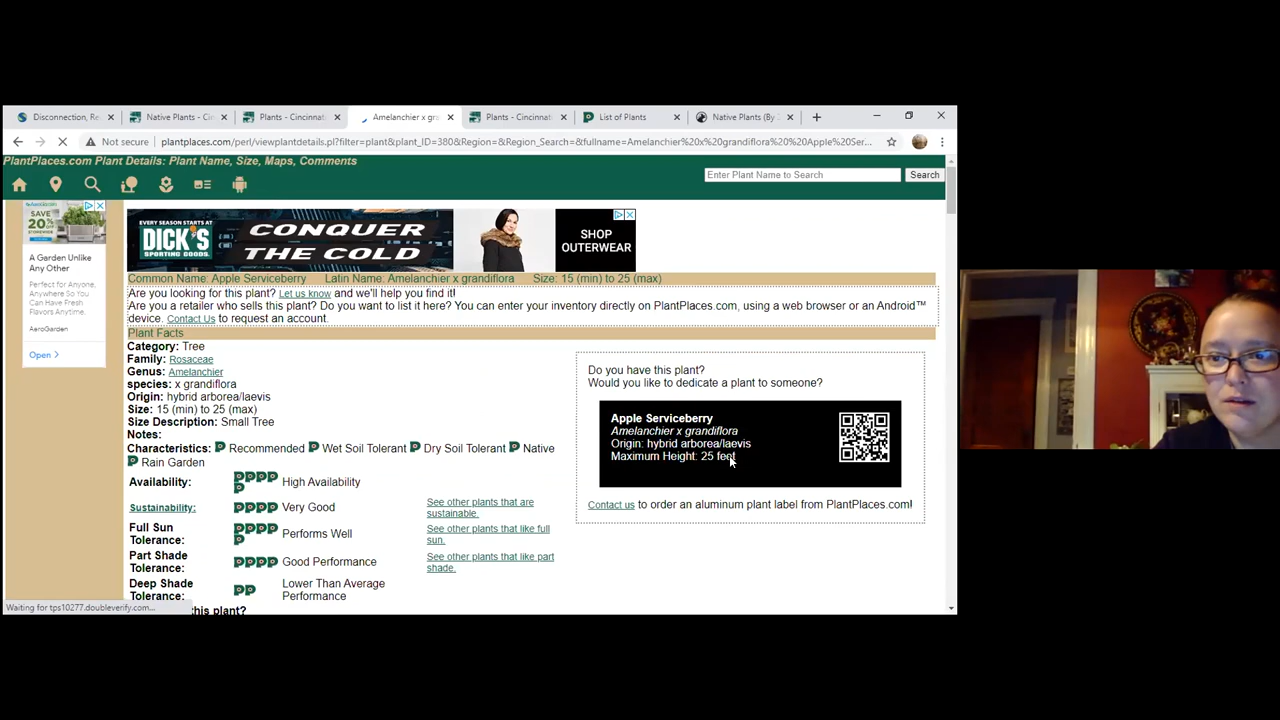 Disconnection, Re
Native Plants - Cin
Plants - Cincinnati
Amelanchier x gra
Plants - Cincinnati
List of Plants
Native Plants (By
Not secure plantplaces.com/perl/viewplantdetails.pl?filter=plant&plant_ID=380&Region=&Region_Search=&fullname=Amelanchier%20x%20grandiflora%20%20Apple%20Ser...
PlantPlaces.com Plant Details: Plant Name, Size, Maps, Comments
Enter Plant Name to Search
Search
SAVE
20%
A Garden Unlike
Any Other
Perfect for Anyone,
Anywhere So You
Can Have Fresh
Flavors Anytime.
AeroGarden
Open >
EVERY SEASON STARTS AT
DICK'S
SPORTING GOODS.
CONQUER
THE COLD
SHOP
OUTERWEAR
Common Name: Apple Serviceberry Latin Name: Amelanchier x grandiflora Size: 15 (min) to 25 (max)
Are you looking for this plant? Let us know and we'll help you find it!
Are you a retailer who sells this plant? Do you want to list it here? You can enter your inventory directly on PlantPlaces.com, using a web browser or an Android™
device. Contact Us to request an account.
Plant Facts
Category: Tree
Family: Rosaceae
Genus: Amelanchier
species: x grandiflora
Origin: hybrid arborea/laevis
Size: 15 (min) to 25 (max)
Size Description: Small Tree
Notes:
Characteristics: Recommended Wet Soil Tolerant Dry Soil Tolerant Native
Rain Garden
Availability: High Availability
Sustainability: Very Good See other plants that are
sustainable.
Full Sun
Tolerance: Performs Well See other plants that like full
sun.
Part Shade
Tolerance: Good Performance See other plants that like part
shade.
Deep Shade
Tolerance: Lower Than Average
Performance
this plant?
Do you have this plant?
Would you like to dedicate a plant to someone?
Apple Serviceberry
Amelanchier x grandiflora
Origin: hybrid arborea/laevis
Maximum Height: 25 feet
Contact us to order an aluminum plant label from PlantPlaces.com!
Waiting for tps10277.doubleverify.com...